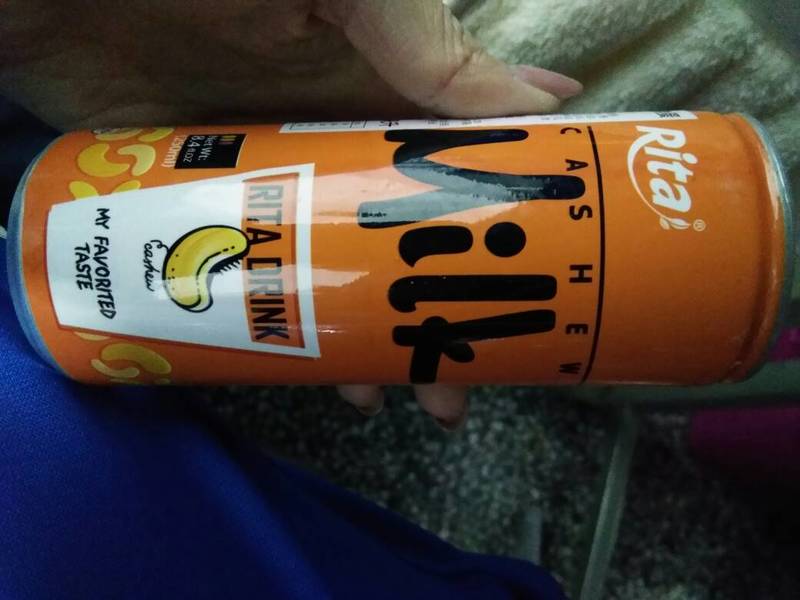 Rita®
CASHEW
Milk
RITA DRINK
Cashew
MY FAVORITED
TASTE
Net wt.
8.4 fl.oz
(250ml)